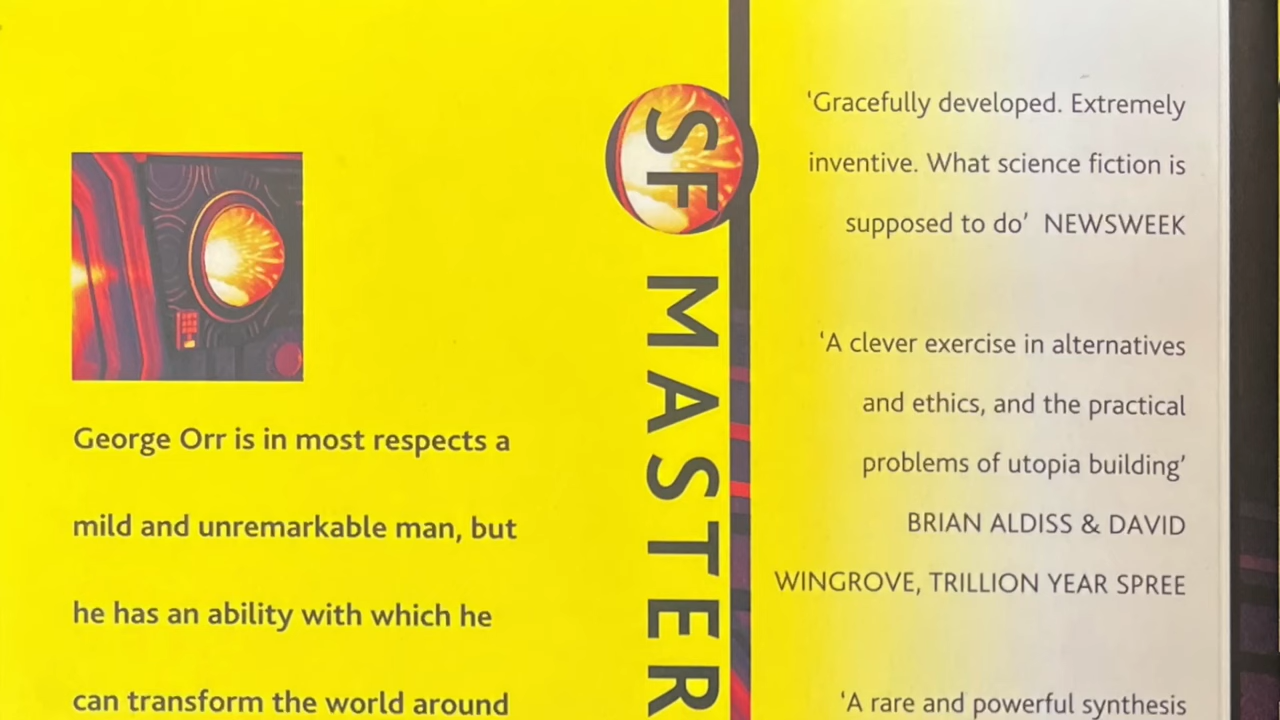 George Orr is in most respects a
mild and unremarkable man, but
he has an ability with which he
can transform the world around
SF MASTER
‘Gracefully developed. Extremely
inventive. What science fiction is
supposed to do’ NEWSWEEK
‘A clever exercise in alternatives
and ethics, and the practical
problems of utopia building’
BRIAN ALDISS & DAVID
WINGROVE, TRILLION YEAR SPREE
‘A rare and powerful synthesis